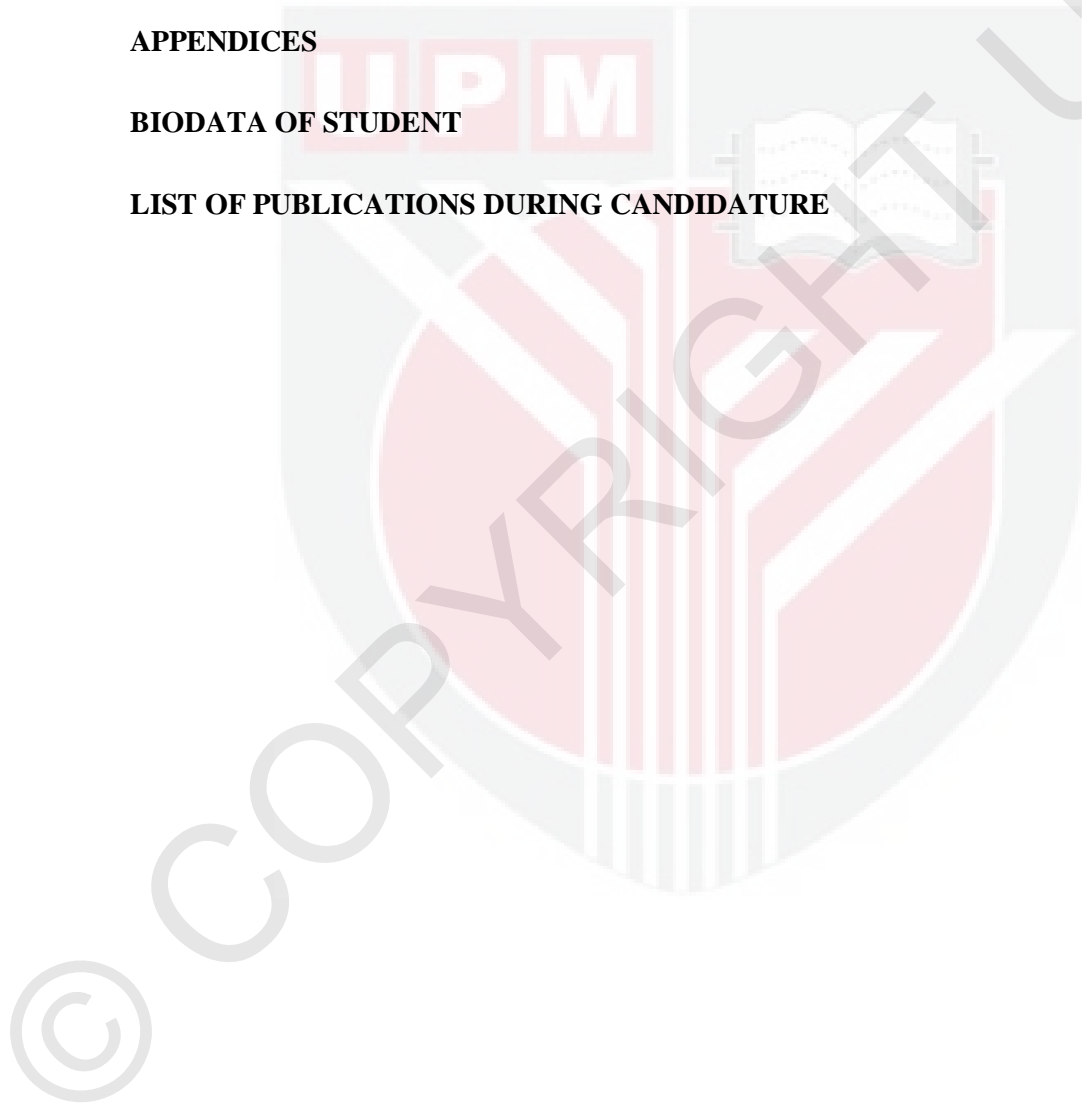 APPENDICES
UPM
BIODATA OF STUDENT
LIST OF PUBLICATIONS DURING CANDIDATURE
© COPYRIGHT U